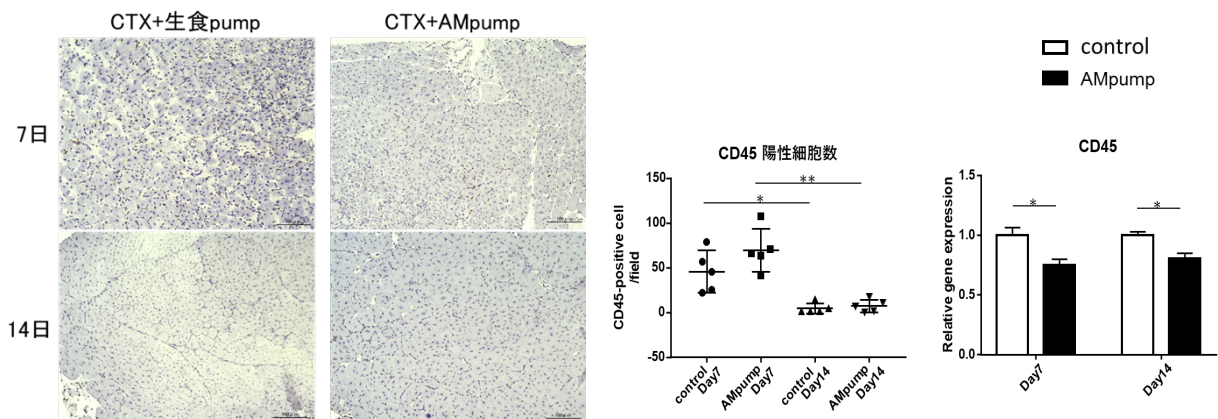 CTX+生食pump
CTX+AMpump
7日
14日
control
AMpump
CD45 陽性細胞数
CD45-positive cell
/field
150
100
50
0
-50
*
**
control
Day7
AMpump
Day7
control
Day14
AMpump
Day14
CD45
Relative gene expression
1.5
1.0
0.5
0.0
*
*
Day7
Day14